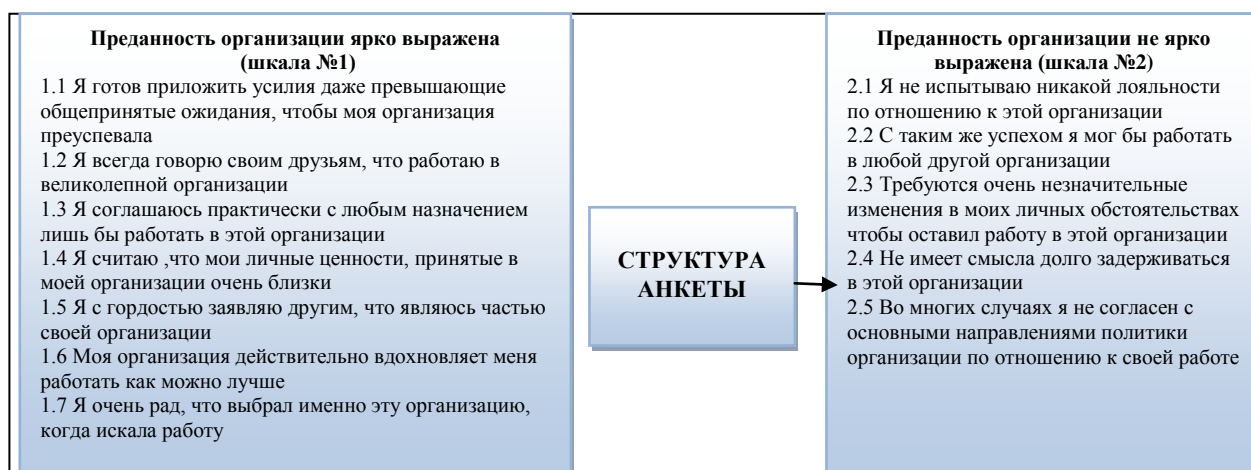 Преданность организации ярко выражена
(шкала №1)
1.1 Я готов приложить усилия даже превышающие
общепринятые ожидания, чтобы моя организация
преуспевала
1.2 Я всегда говорю своим друзьям, что работаю в
великолепной организации
1.3 Я соглашаюсь практически с любым назначением
лишь бы работать в этой организации
1.4 Я считаю ,что мои личные ценности, принятые в
моей организации очень близки
1.5 Я с гордостью заявляю другим, что являюсь частью
своей организации
1.6 Моя организация действительно вдохновляет меня
работать как можно лучше
1.7 Я очень рад, что выбрал именно эту организацию,
когда искала работу
СТРУКТУРА
АНКЕТЫ
Преданность организации не ярко
выражена (шкала №2)
2.1 Я не испытываю никакой лояльности
по отношению к этой организации
2.2 С таким же успехом я мог бы работать
в любой другой организации
2.3 Требуются очень незначительные
изменения в моих личных обстоятельствах
чтобы оставил работу в этой организации
2.4 Не имеет смысла долго задерживаться
в этой организации
2.5 Во многих случаях я не согласен с
основными направлениями политики
организации по отношению к своей работе